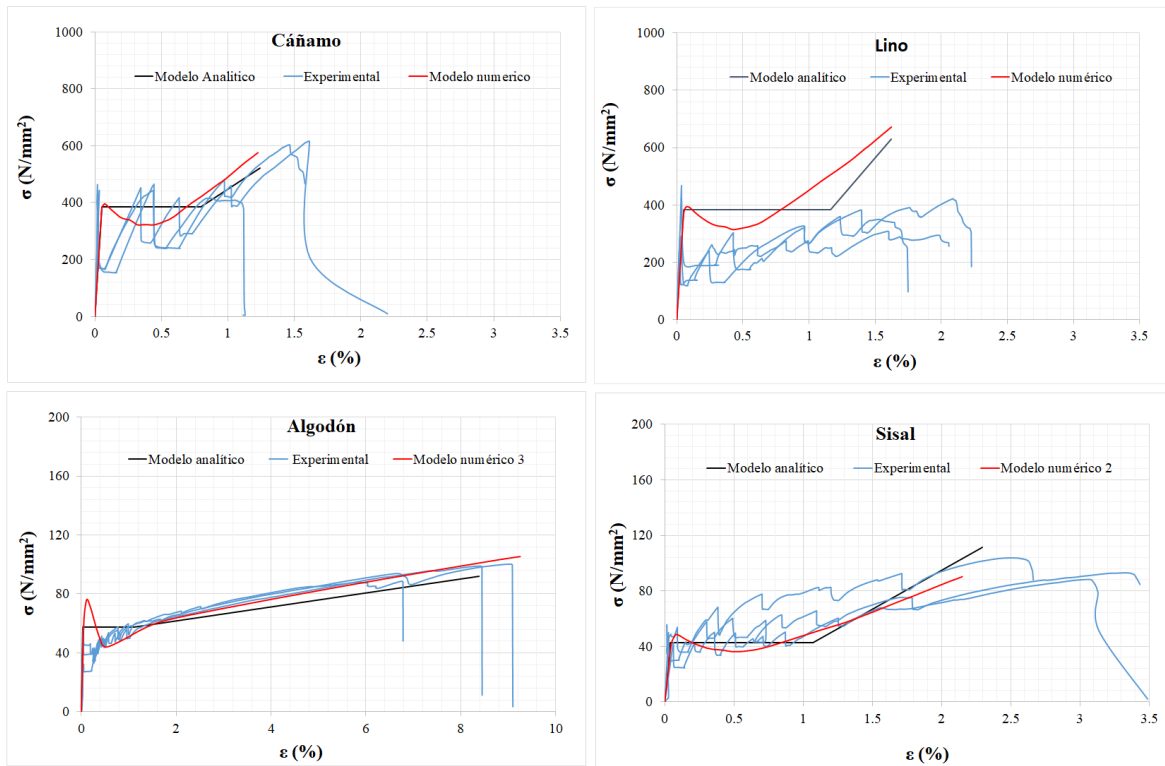 Cáñamo
Modelo Analítico Experimental Modelo numerico
σ (N/mm²)
1000
800
600
400
200
0
0 0.5 1 1.5 2 2.5 3 3.5
ε (%)
Lino
Modelo analítico Experimental Modelo numérico
σ (N/mm²)
1000
800
600
400
200
0
0 0.5 1 1.5 2 2.5 3 3.5
ε (%)
Algodón
Modelo analítico Experimental Modelo numérico 3
σ (N/mm²)
200
160
120
80
40
0
0 2 4 6 8 10
ε (%)
Sisal
Modelo analítico Experimental Modelo numérico 2
σ (N/mm²)
200
160
120
80
40
0
0 0.5 1 1.5 2 2.5 3 3.5
ε (%)